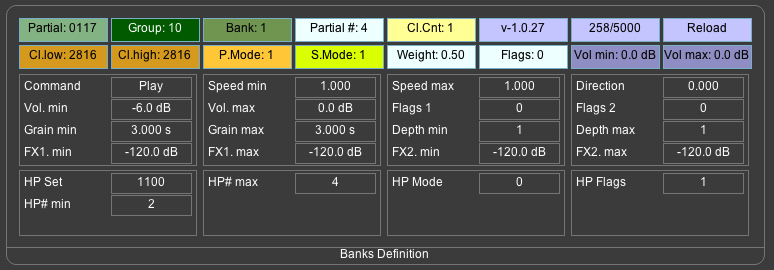 Partial: 0117 Group: 10 Bank: 1 Partial #: 4 Cl.Cnt: 1 v-1.0.27 258/5000 Reload
Cl.low: 2816 Cl.high: 2816 P.Mode: 1 S.Mode: 1 Weight: 0.50 Flags: 0 Vol min: 0.0 dB Vol max: 0.0 dB
Command Play Speed min 1.000 Speed max 1.000 Direction 0.000
Vol. min -6.0 dB Vol. max 0.0 dB Flags 1 0 Flags 2 0
Grain min 3.000 s Grain max 3.000 s Depth min 1 Depth max 1
FX1. min -120.0 dB FX1. max -120.0 dB FX2. min -120.0 dB FX2. max -120.0 dB
HP Set 1100 HP# max 4 HP Mode 0 HP Flags 1
HP# min 2
Banks Definition